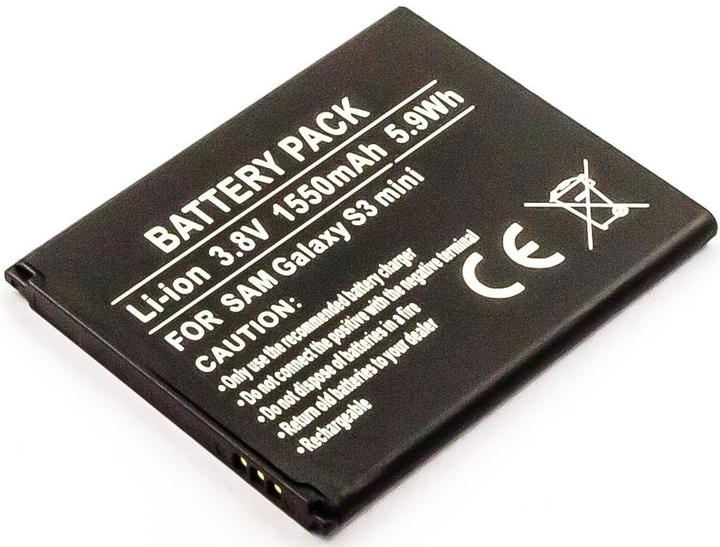 BATTERY PACK
Li-ion 3.8V 1550mAh 5.9Wh
FOR SAM Galaxy S3 mini
CAUTION:
• Only use the recommended battery charger
• Do not connect the positive with the negative terminal
• Do not dispose of batteries in a fire
• Return old batteries to your dealer
• Rechargeable
CE